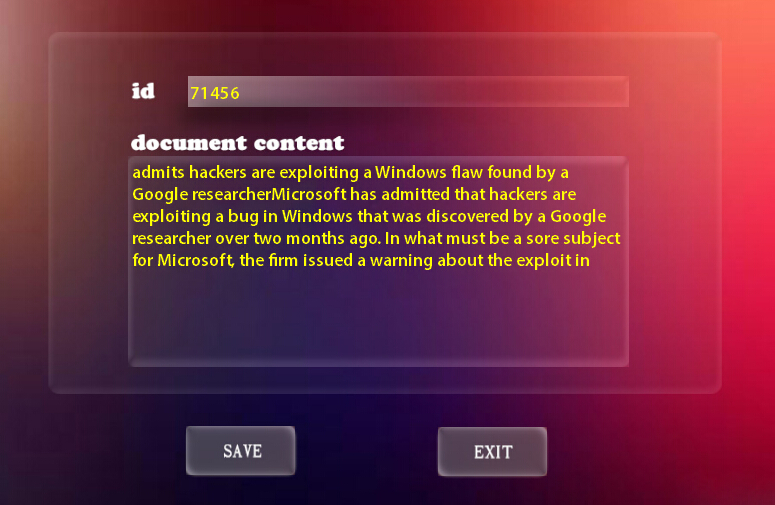 id
71456
document content
admits hackers are exploiting a Windows flaw found by a
Google researcherMicrosoft has admitted that hackers are
exploiting a bug in Windows that was discovered by a Google
researcher over two months ago. In what must be a sore subject
for Microsoft, the firm issued a warning about the exploit in
SAVE
EXIT